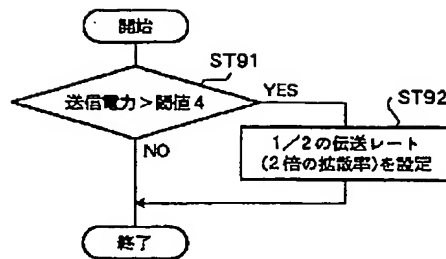 開始
ST91
送信電力>閾値4
YES
ST92
1/2の伝送レート
(2倍の拡散率)を設定
NO
終了